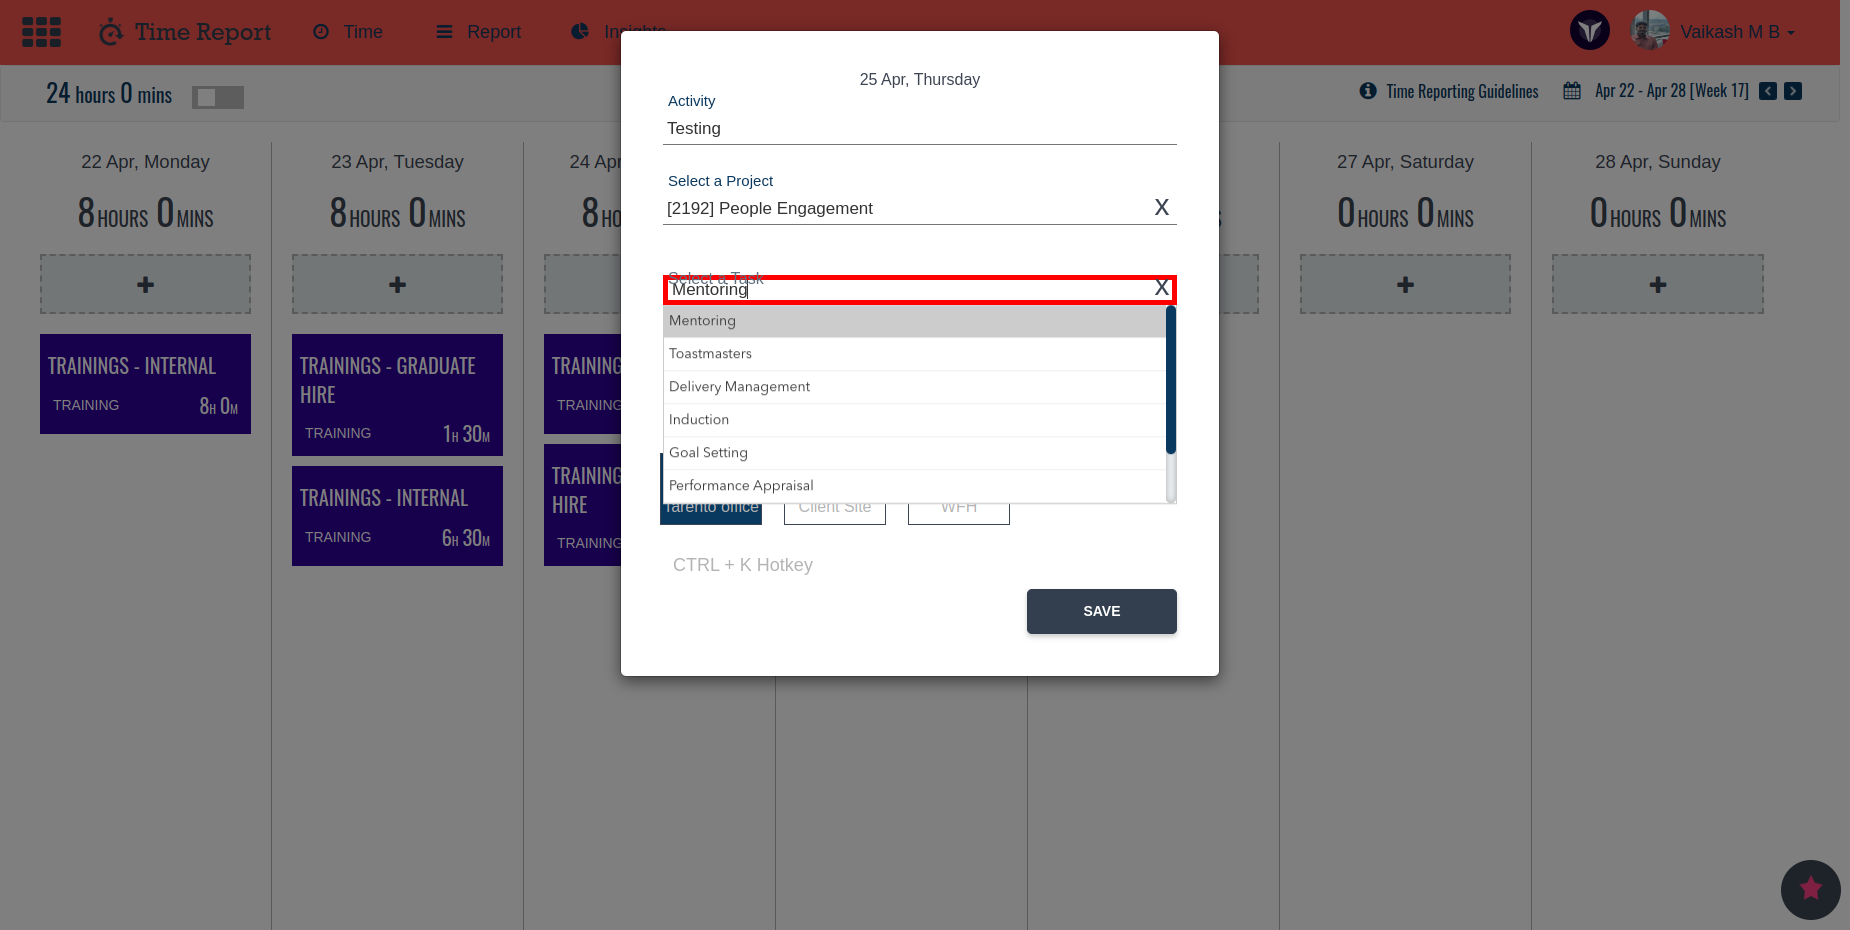 Time Report
Time
Report
Insights
Vaikash M B
24 hours 0 mins
Time Reporting Guidelines
Apr 22 - Apr 28 [Week 17]
22 Apr, Monday
8 HOURS 0 MINS
+
TRAININGS - INTERNAL
TRAINING
8H 0M
23 Apr, Tuesday
8 HOURS 0 MINS
+
TRAININGS - GRADUATE
HIRE
TRAINING
1H 30M
TRAININGS - INTERNAL
TRAINING
6H 30M
24 Apr
8 HO
TRAINING
TRAINING
TRAINING
HIRE
TRAINING
25 Apr, Thursday
Activity
Testing
Select a Project
[2192] People Engagement
X
Select a Task
Mentoring
X
Mentoring
Toastmasters
Delivery Management
Induction
Goal Setting
Performance Appraisal
Tarento office
Client Site
WFH
CTRL + K Hotkey
SAVE
27 Apr, Saturday
0 HOURS 0 MINS
+
28 Apr, Sunday
0 HOURS 0 MINS
+